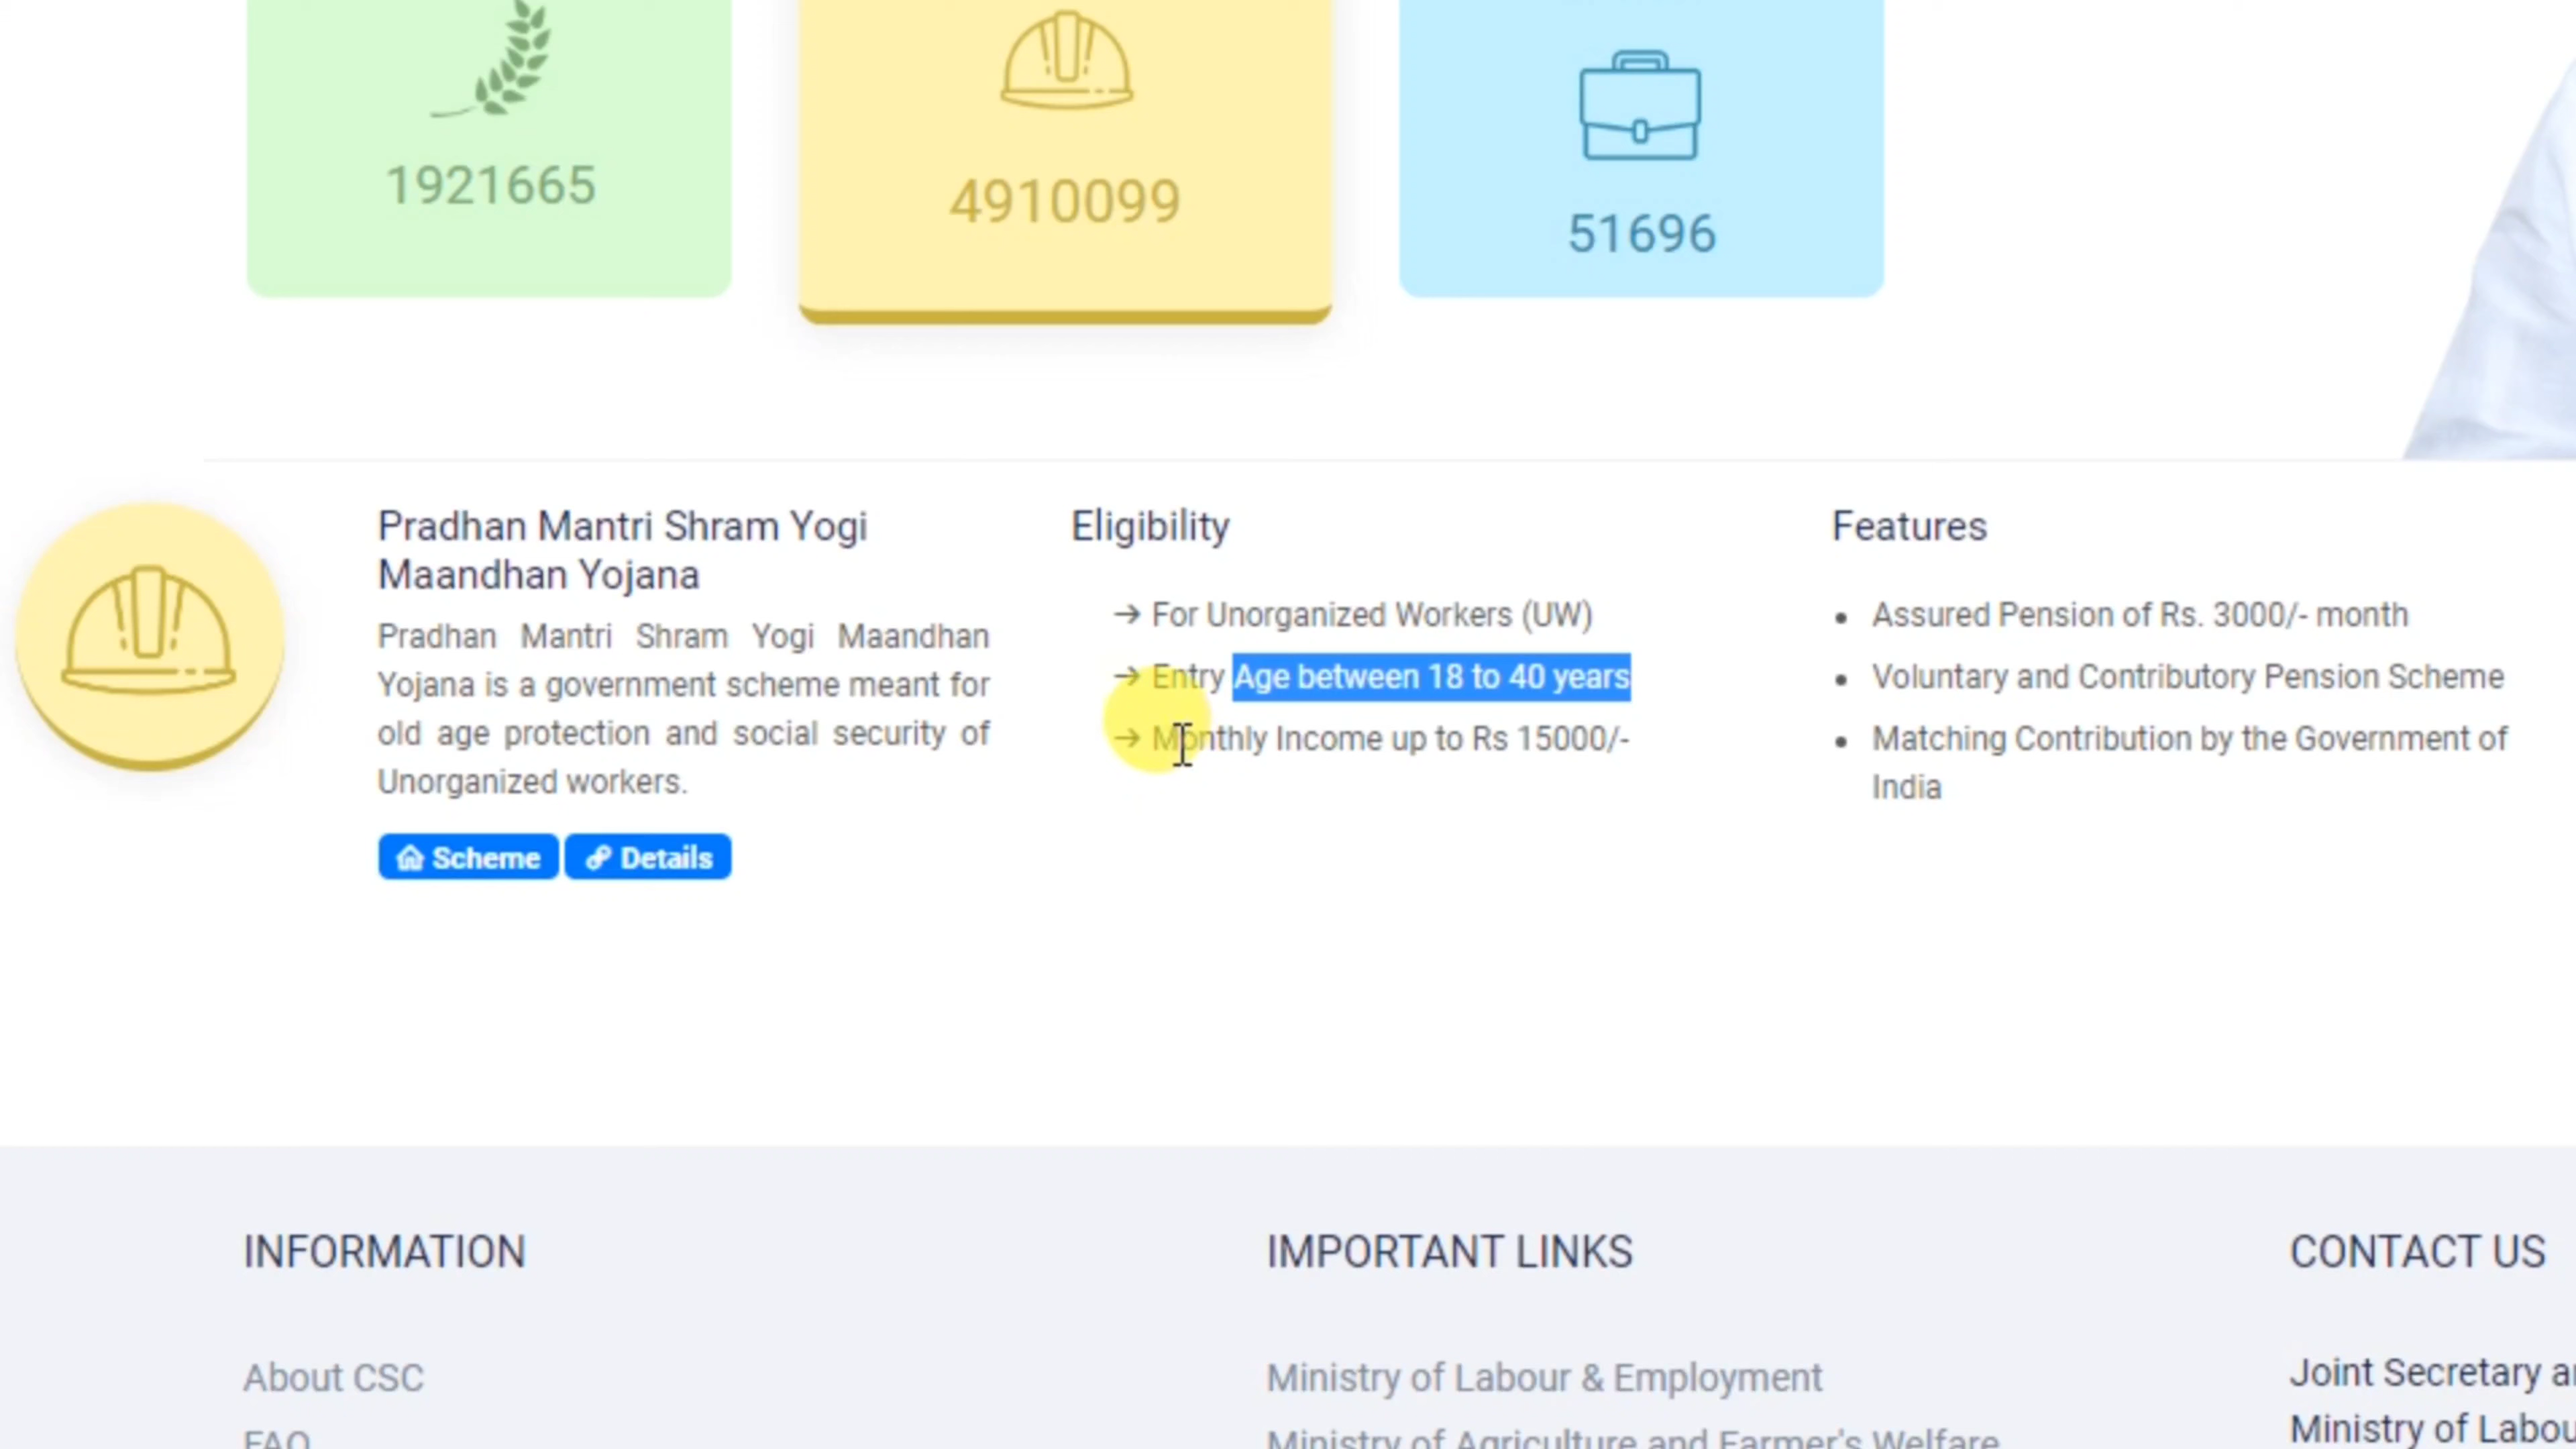 1921665
4910099
51696
Pradhan Mantri Shram Yogi
Maandhan Yojana
Pradhan Mantri Shram Yogi Maandhan
Yojana is a government scheme meant for
old age protection and social security of
Unorganized workers.
Scheme
Details
Eligibility
→ For Unorganized Workers (UW)
→ Entry Age between 18 to 40 years
→ Monthly Income up to Rs 15000/-
Features
• Assured Pension of Rs. 3000/- month
• Voluntary and Contributory Pension Scheme
• Matching Contribution by the Government of
India
INFORMATION
About CSC
FAQ
IMPORTANT LINKS
Ministry of Labour & Employment
Ministry of Agriculture and Farmer's Welfare
CONTACT US
Joint Secretary
Ministry of